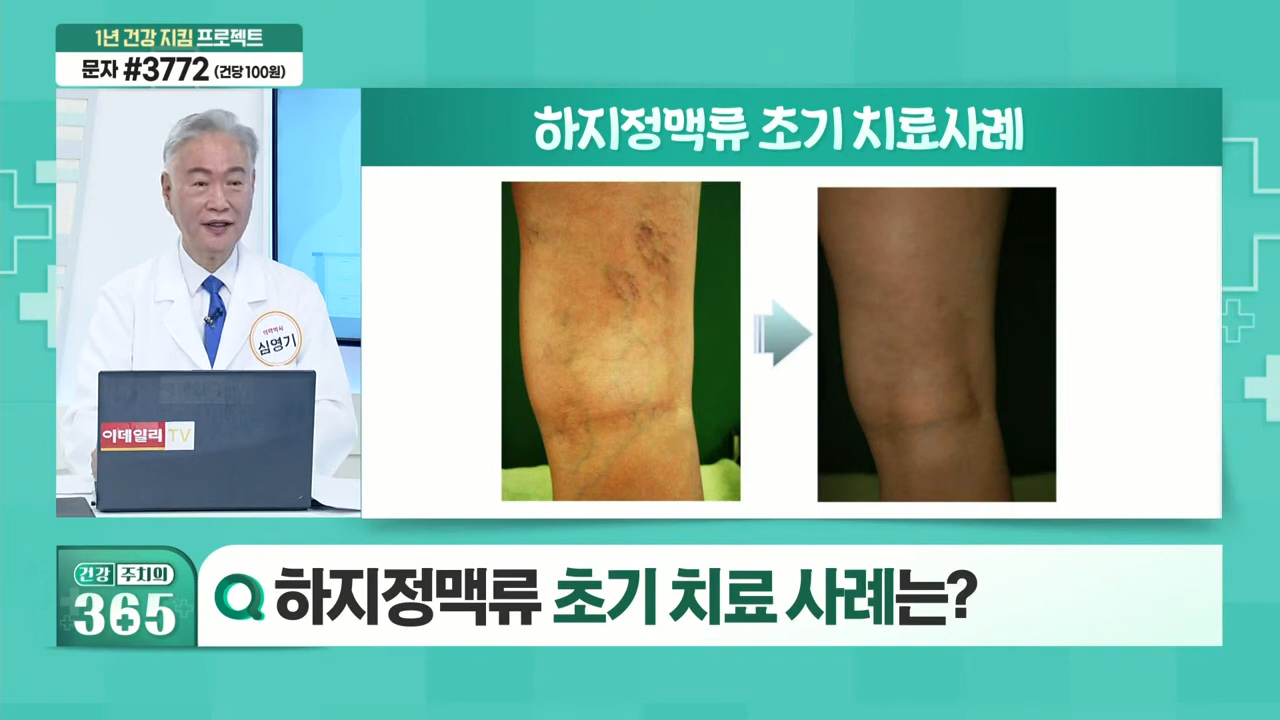 1년 건강 지킴 프로젝트
문자 #3772 (건당 100원)
하지정맥류 초기 치료사례
의학박사
심영기
이데일리 TV
건강 주치의
365
Q 하지정맥류 초기 치료 사례는?